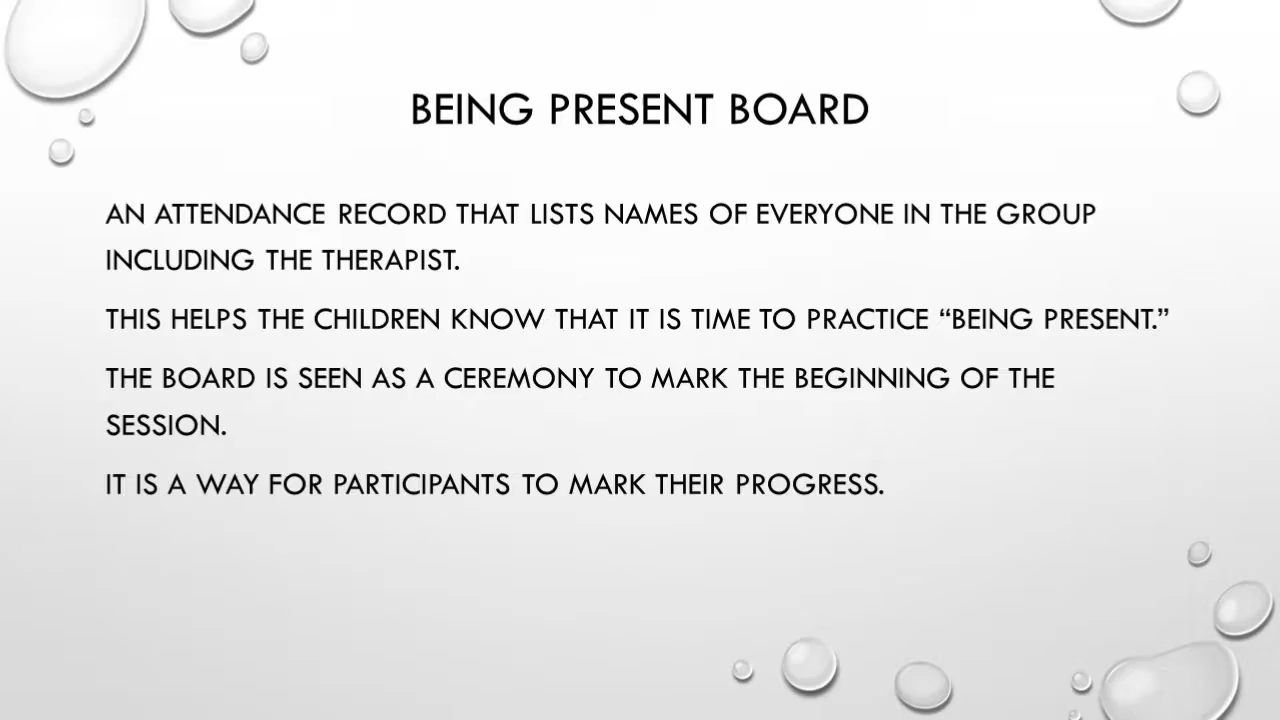 BEING PRESENT BOARD
AN ATTENDANCE RECORD THAT LISTS NAMES OF EVERYONE IN THE GROUP
INCLUDING THE THERAPIST.
THIS HELPS THE CHILDREN KNOW THAT IT IS TIME TO PRACTICE “BEING PRESENT.”
THE BOARD IS SEEN AS A CEREMONY TO MARK THE BEGINNING OF THE
SESSION.
IT IS A WAY FOR PARTICIPANTS TO MARK THEIR PROGRESS.